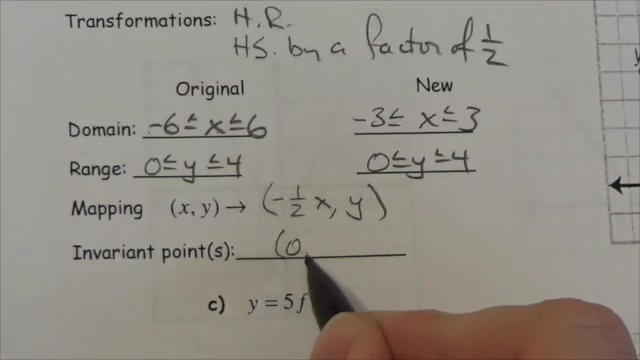 Transformations: H.R.
HS. by a factor of 1/2
Original New
Domain: -6 ≤ x ≤ 6 -3 ≤ x ≤ 3
Range: 0 ≤ y ≤ 4 0 ≤ y ≤ 4
Mapping (x, y) → (-1/2 x, y)
Invariant point(s): (0
c) y = 5f